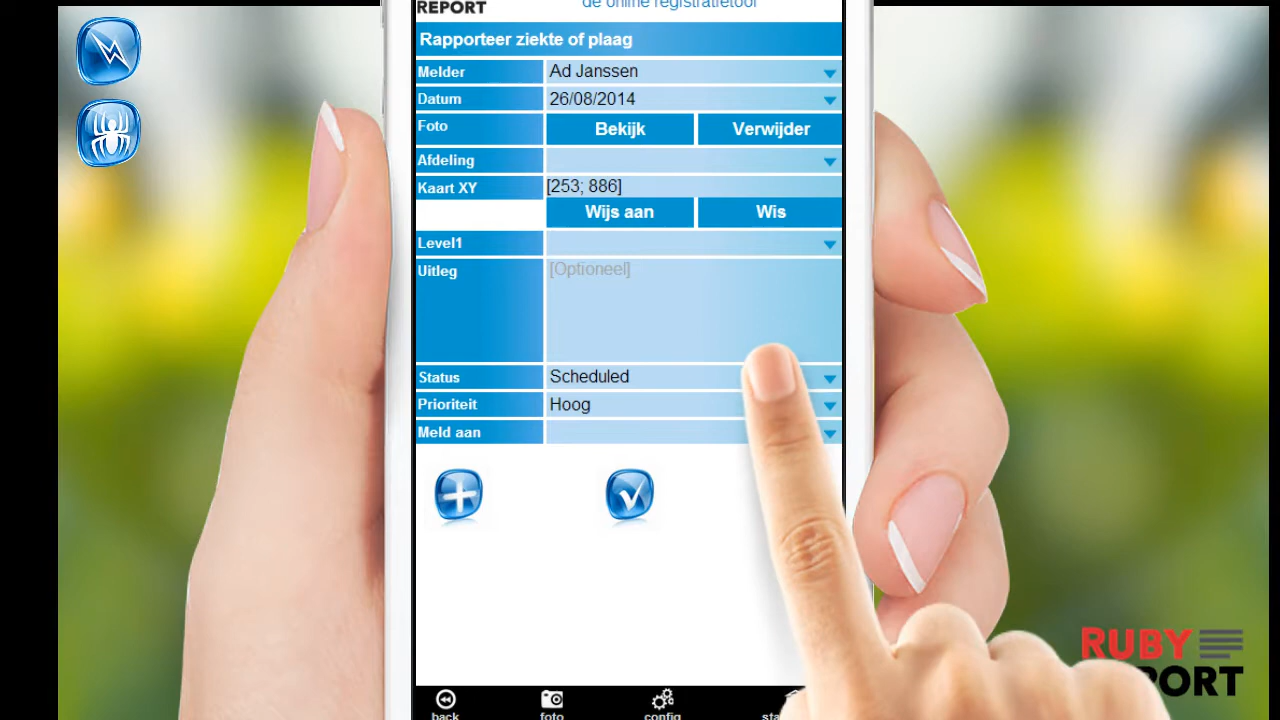 REPORT
de online registratietool
Rapporteer ziekte of plaag
Melder Ad Janssen
Datum 26/08/2014
Foto Bekijk Verwijder
Afdeling
Kaart XY [253; 886]
Wijs aan Wis
Level1
Uitleg [Optioneel]
Status Scheduled
Prioriteit Hoog
Meld aan
back foto config
RUBY
PORT